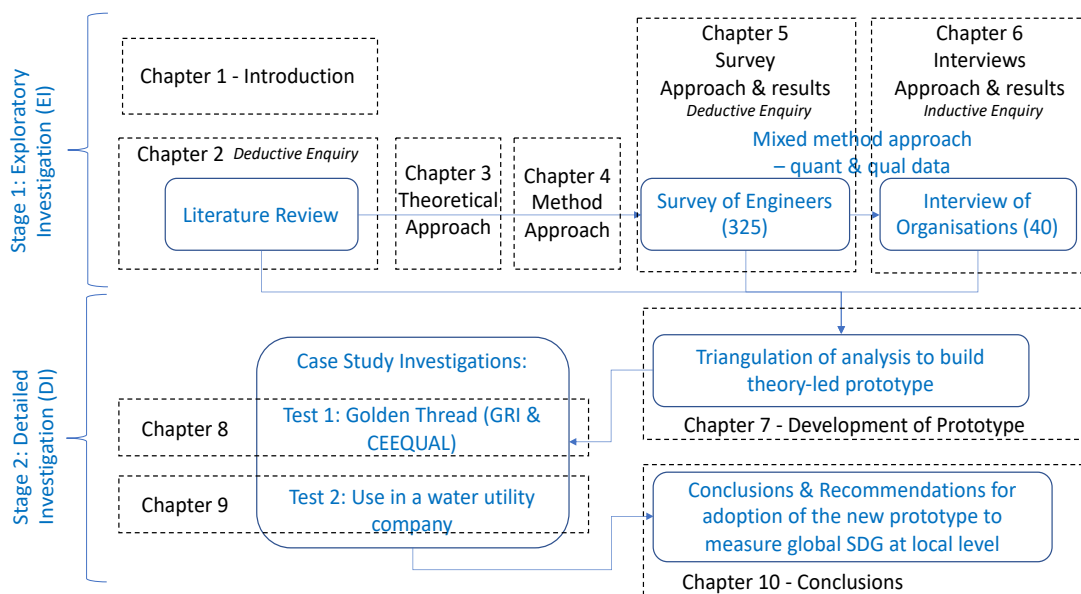 Stage 1: Exploratory
Investigation (EI)
Chapter 1 - Introduction
Chapter 2 Deductive Enquiry
Literature Review
Chapter 3
Theoretical
Approach
Chapter 4
Method
Approach
Chapter 5
Survey
Approach & results
Deductive Enquiry
Chapter 6
Interviews
Approach & results
Inductive Enquiry
Mixed method approach
– quant & qual data
Survey of Engineers
(325)
Interview of
Organisations (40)
Stage 2: Detailed
Investigation (DI)
Case Study Investigations:
Chapter 8
Test 1: Golden Thread (GRI &
CEEQUAL)
Chapter 9
Test 2: Use in a water utility
company
Triangulation of analysis to build
theory-led prototype
Chapter 7 - Development of Prototype
Conclusions & Recommendations for
adoption of the new prototype to
measure global SDG at local level
Chapter 10 - Conclusions